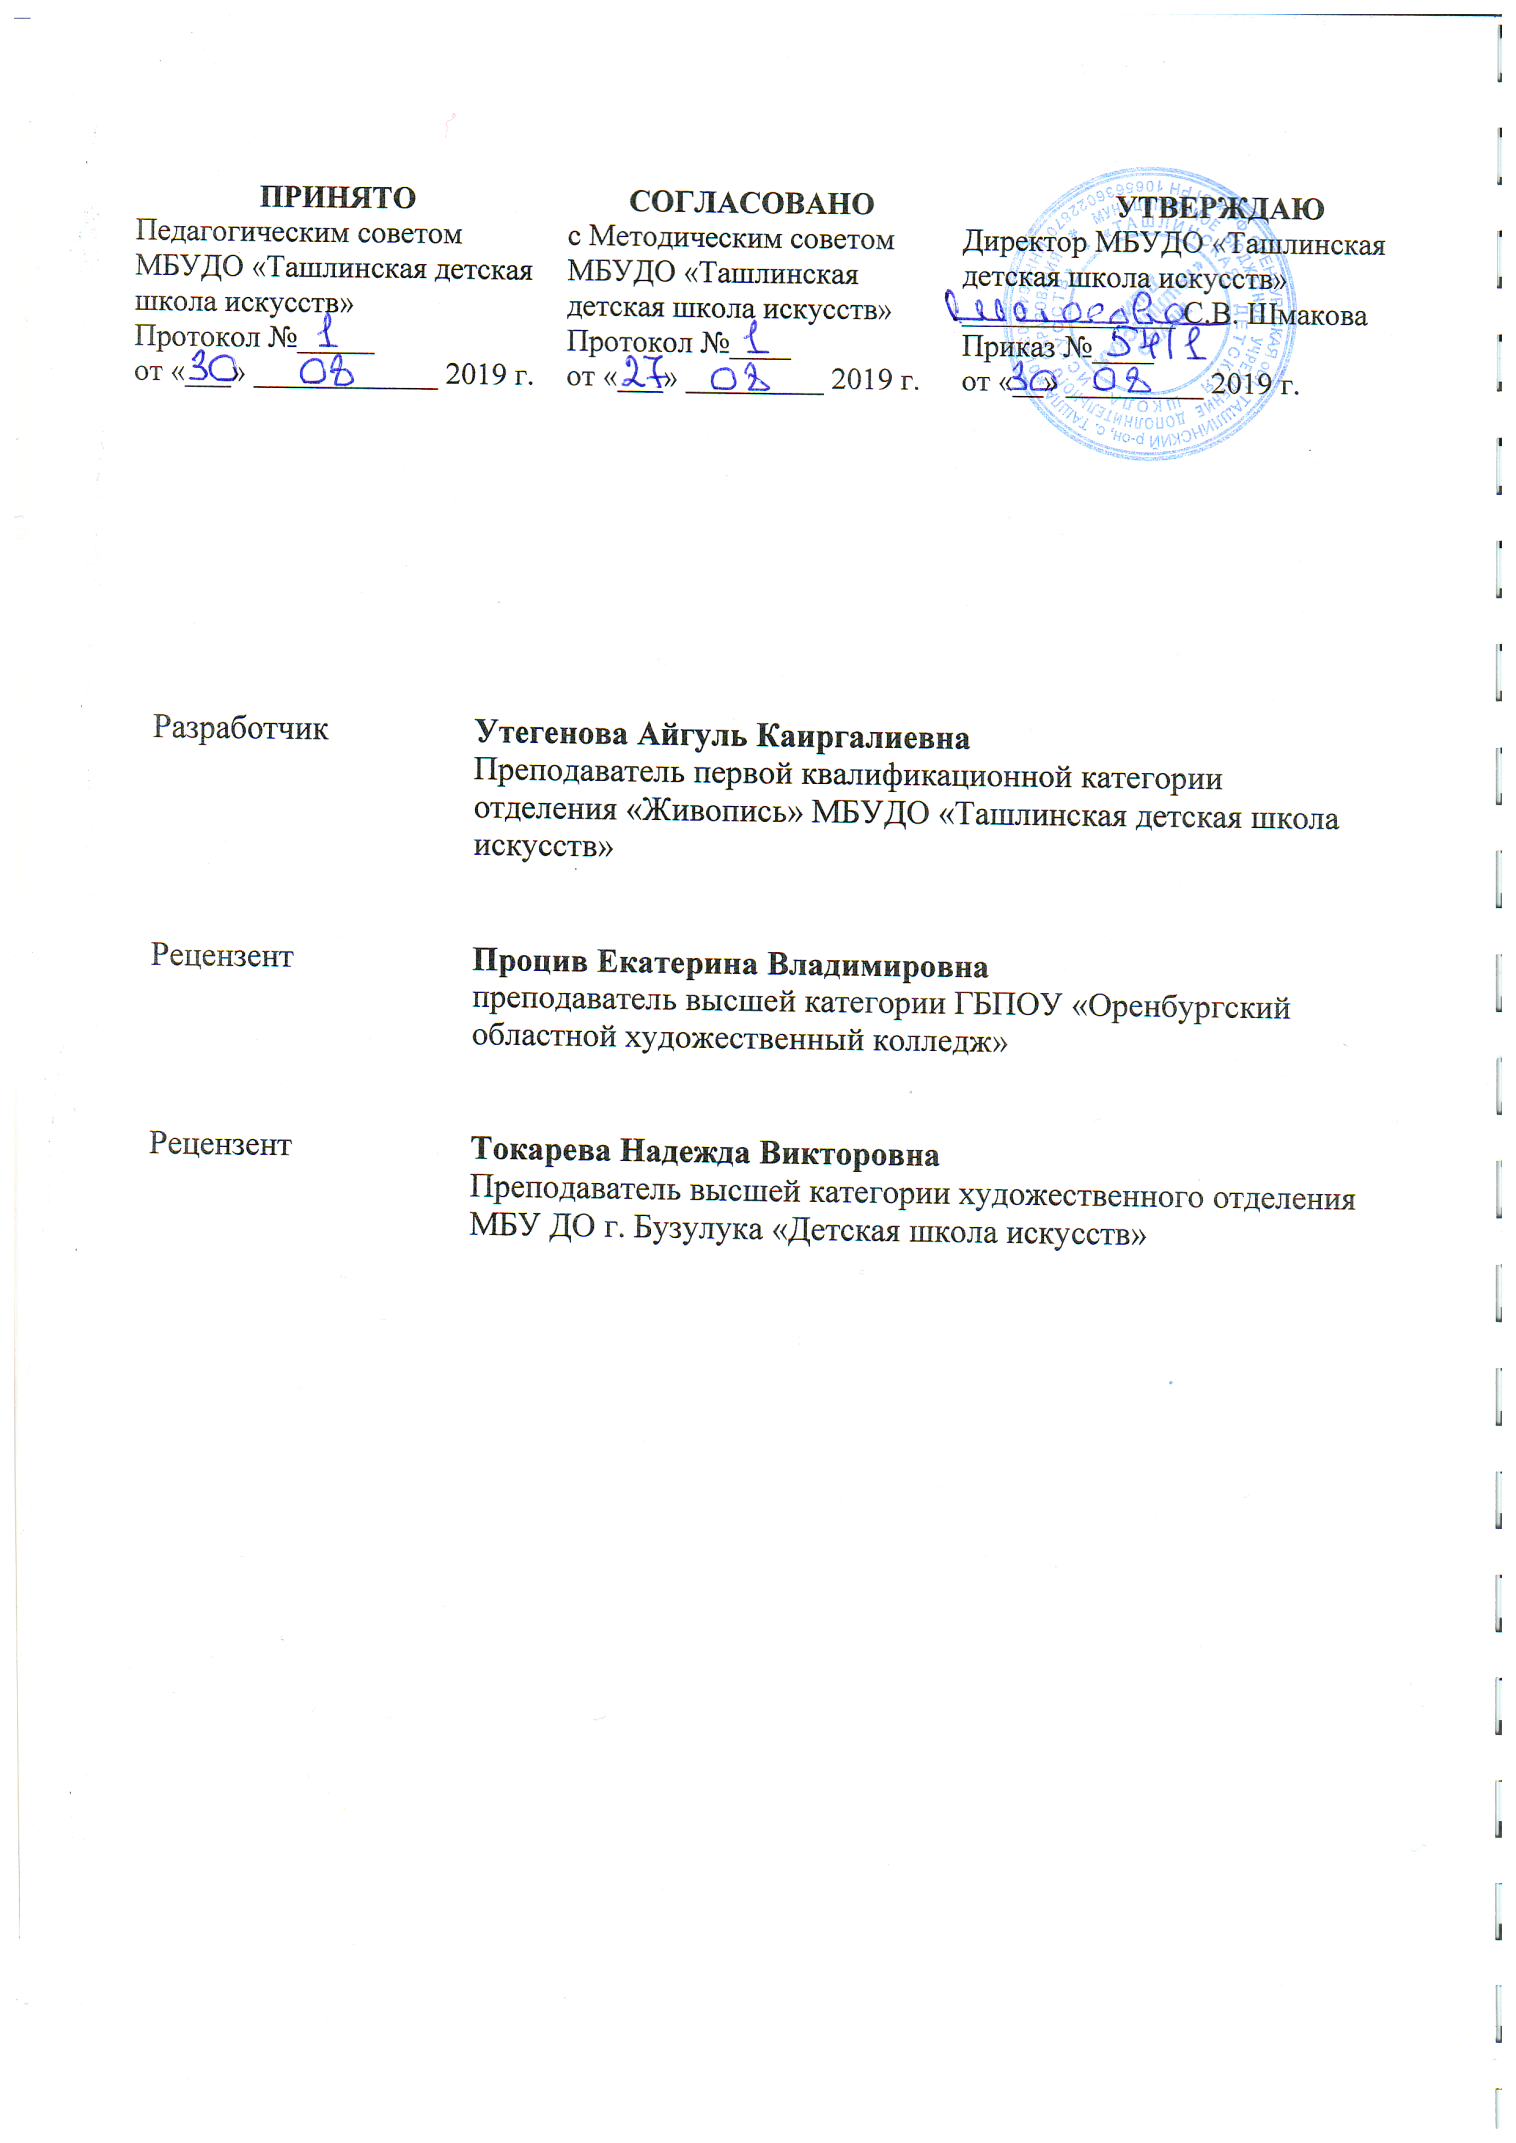 ПРИНЯТО
Педагогическим советом
МБУДО «Ташлинская детская
школа искусств»
Протокол № 1
от «30» 08 2019 г.
СОГЛАСОВАНО
с Методическим советом
МБУДО «Ташлинская
детская школа искусств»
Протокол № 1
от «27» 08 2019 г.
УТВЕРЖДАЮ
Директор МБУДО «Ташлинская
детская школа искусств»
С.В. Шмакова
Приказ № 54/1
от «30» 08 2019 г.
Разработчик
Утегенова Айгуль Каиргалиевна
Преподаватель первой квалификационной категории
отделения «Живопись» МБУДО «Ташлинская детская школа
искусств»
Рецензент
Процив Екатерина Владимировна
преподаватель высшей категории ГБПОУ «Оренбургский
областной художественный колледж»
Рецензент
Токарева Надежда Викторовна
Преподаватель высшей категории художественного отделения
МБУ ДО г. Бузулука «Детская школа искусств»